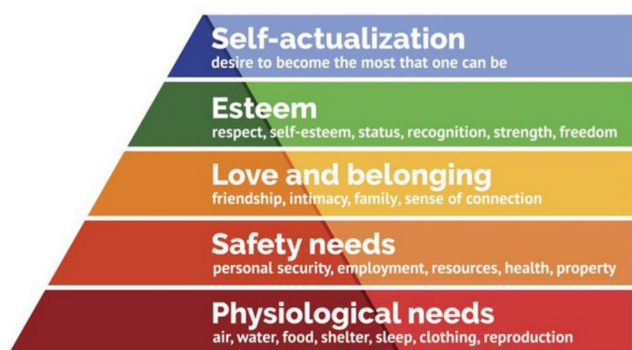 Self-actualization
desire to become the most that one can be
Esteem
respect, self-esteem, status, recognition, strength, freedom
Love and belonging
friendship, intimacy, family, sense of connection
Safety needs
personal security, employment, resources, health, property
Physiological needs
air, water, food, shelter, sleep, clothing, reproduction